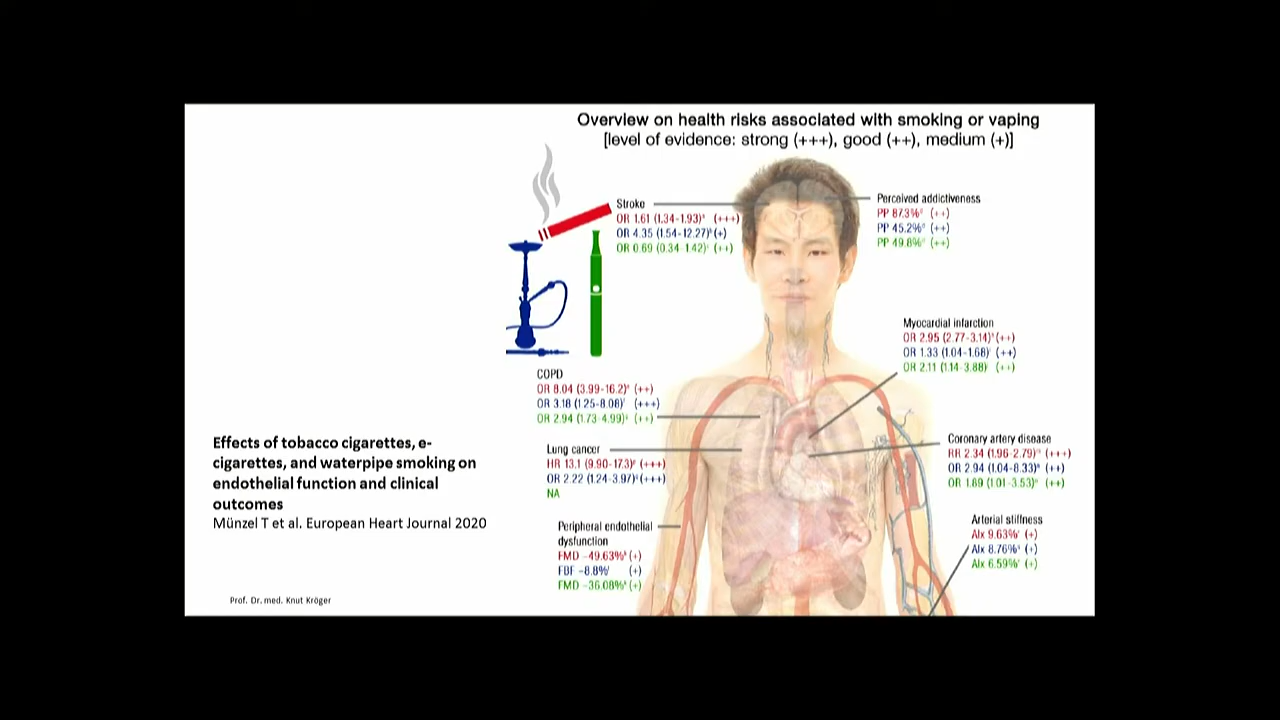 Overview on health risks associated with smoking or vaping
[level of evidence: strong (+++), good (++), medium (+)]
Stroke
OR 1.61 (1.34-1.93) (+++)
OR 4.35 (1.54-12.27) (+)
OR 0.69 (0.34-1.42) (++)
Perceived addictiveness
PP 87.3% (++)
PP 45.2% (++)
PP 49.8% (++)
Myocardial infarction
OR 2.95 (2.77-3.14) (++)
OR 1.33 (1.04-1.68) (++)
OR 2.11 (1.14-3.88) (++)
COPD
OR 8.04 (3.99-16.2) (++)
OR 3.18 (1.25-8.08) (+++)
OR 2.94 (1.73-4.99) (++)
Lung cancer
HR 13.1 (9.90-17.3) (+++)
OR 2.22 (1.24-3.97) (+++)
NA
Coronary artery disease
RR 2.34 (1.96-2.79) (+++)
OR 2.94 (1.04-8.33) (++)
OR 1.89 (1.01-3.53) (++)
Peripheral endothelial
dysfunction
FMD -49.63% (+)
FBF -8.8% (+)
FMD -36.08% (+)
Arterial stiffness
AIx 9.63% (+)
AIx 8.76% (+)
AIx 6.59% (+)
Effects of tobacco cigarettes, e-
cigarettes, and waterpipe smoking on
endothelial function and clinical
outcomes
Münzel T et al. European Heart Journal 2020
Prof. Dr. med. Knut Kröger